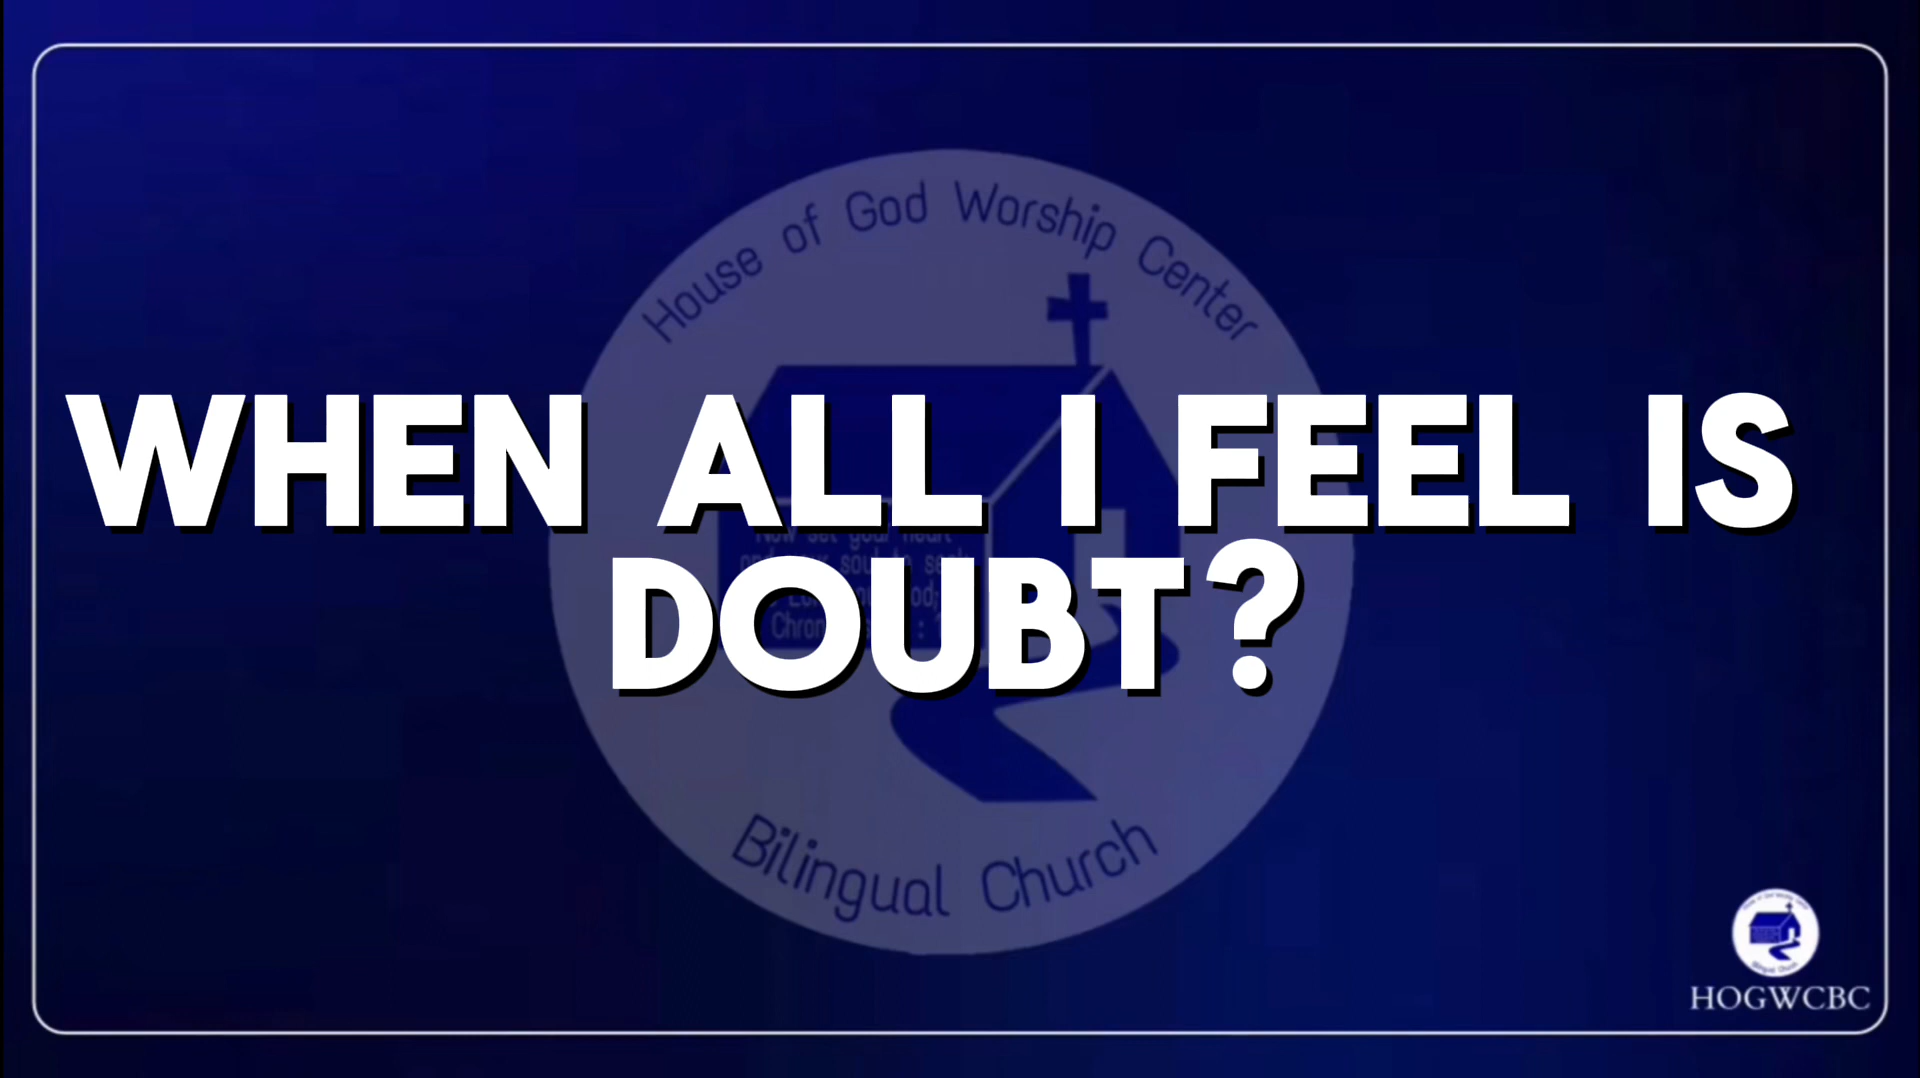 House of God Worship Center
WHEN ALL I FEEL IS
DOUBT?
Bilingual Church
HOGWCBC